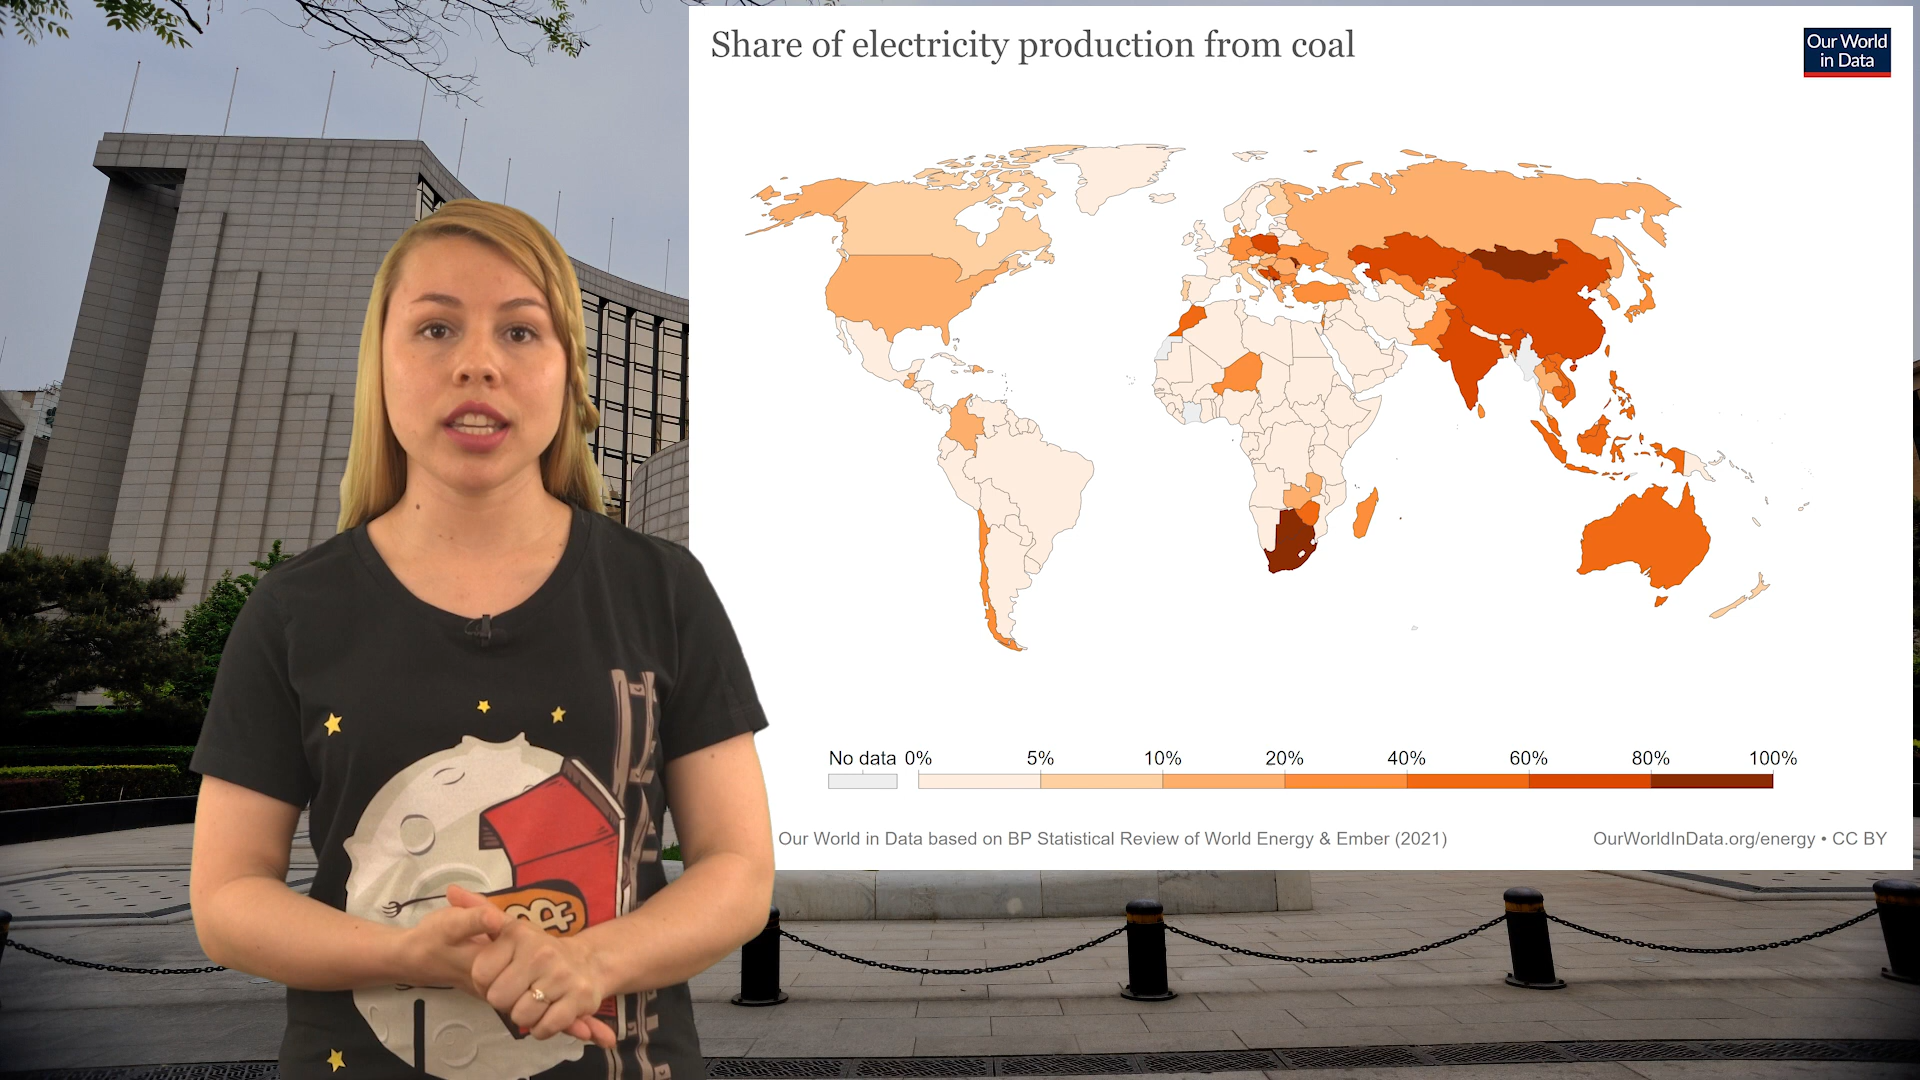 Share of electricity production from coal
Our World
in Data
No data 0% 5% 10% 20% 40% 60% 80% 100%
Our World in Data based on BP Statistical Review of World Energy & Ember (2021)
OurWorldInData.org/energy • CC BY